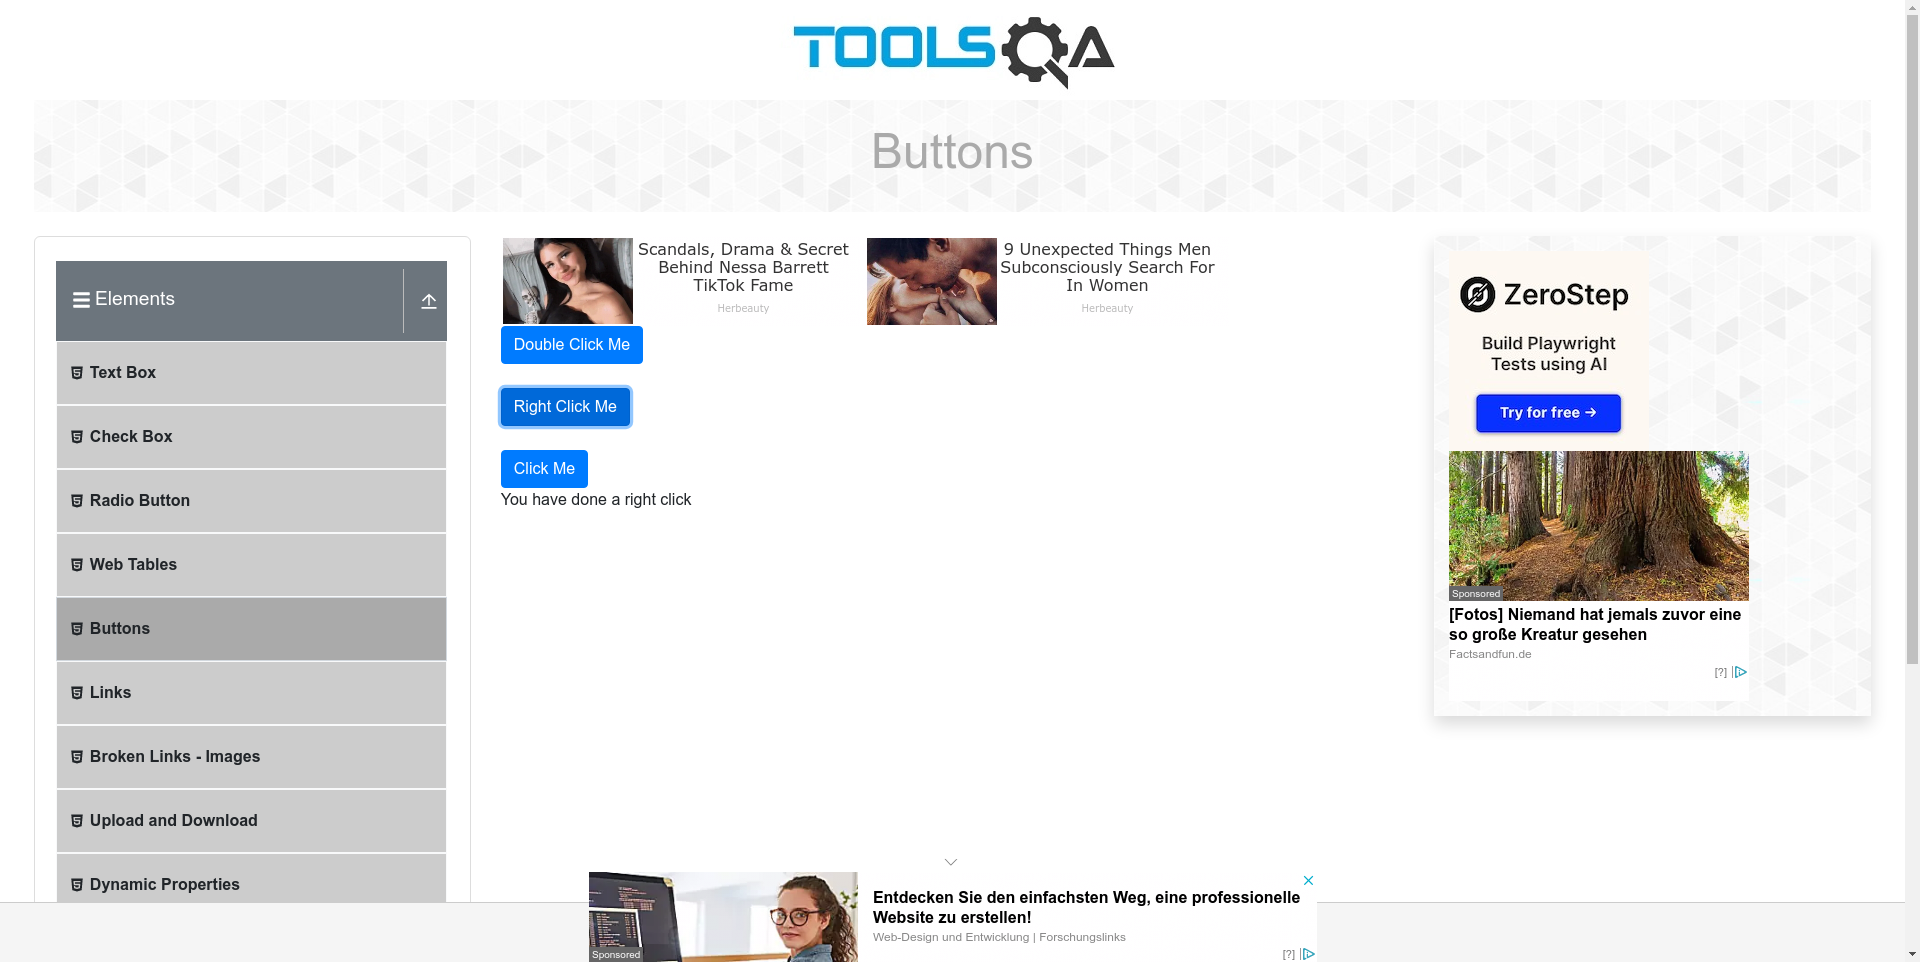 TOOLSQA
Buttons
Elements
Text Box
Check Box
Radio Button
Web Tables
Buttons
Links
Broken Links - Images
Upload and Download
Dynamic Properties
Scandals, Drama & Secret
Behind Nessa Barrett
TikTok Fame
Herbeauty
9 Unexpected Things Men
Subconsciously Search For
In Women
Herbeauty
Double Click Me
Right Click Me
Click Me
You have done a right click
ZeroStep
Build Playwright
Tests using AI
Try for free →
Sponsored
[Fotos] Niemand hat jemals zuvor eine
so große Kreatur gesehen
Factsandfun.de
[?]
Entdecken Sie den einfachsten Weg, eine professionelle
Website zu erstellen!
Web-Design und Entwicklung | Forschungslinks
Sponsored
[?]